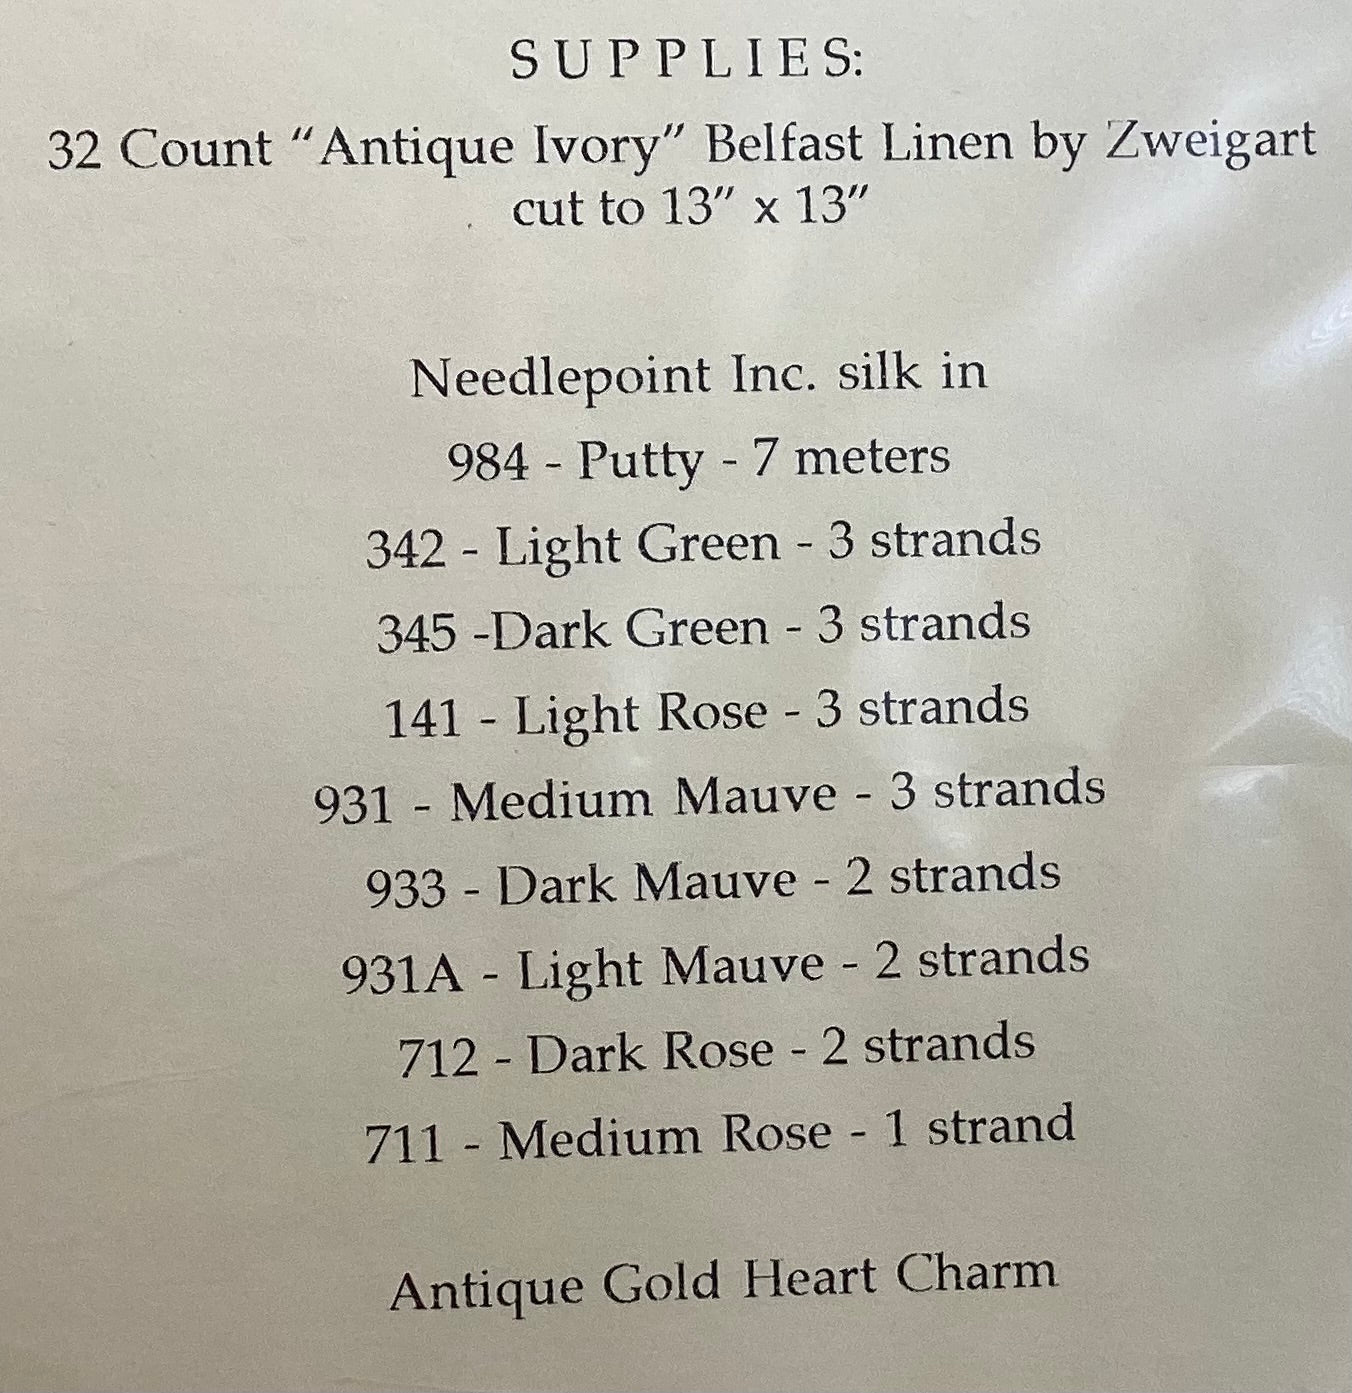 SUPPLIES:
32 Count “Antique Ivory” Belfast Linen by Zweigart
cut to 13” x 13”
Needlepoint Inc. silk in
984 - Putty - 7 meters
342 - Light Green - 3 strands
345 -Dark Green - 3 strands
141 - Light Rose - 3 strands
931 - Medium Mauve - 3 strands
933 - Dark Mauve - 2 strands
931A - Light Mauve - 2 strands
712 - Dark Rose - 2 strands
711 - Medium Rose - 1 strand
Antique Gold Heart Charm